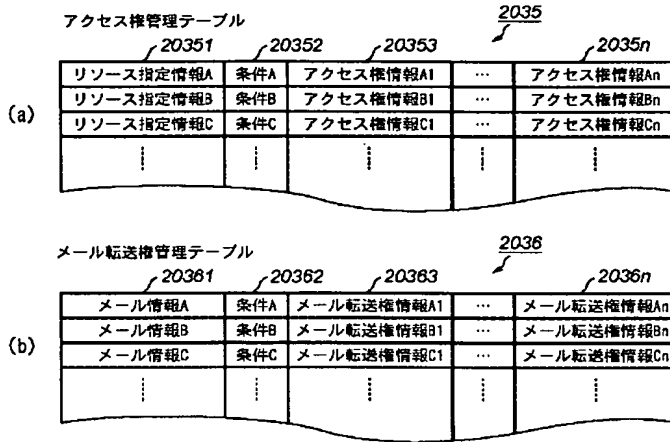 アクセス権管理テーブル
2035
20351 20352 20353 2035n
(a)
リソース指定情報A 条件A アクセス権情報A1 … アクセス権情報An
リソース指定情報B 条件B アクセス権情報B1 … アクセス権情報Bn
リソース指定情報C 条件C アクセス権情報C1 … アクセス権情報Cn
メール転送権管理テーブル
2036
20361 20362 20363 2036n
(b)
メール情報A 条件A メール転送権情報A1 … メール転送権情報An
メール情報B 条件B メール転送権情報B1 … メール転送権情報Bn
メール情報C 条件C メール転送権情報C1 … メール転送権情報Cn